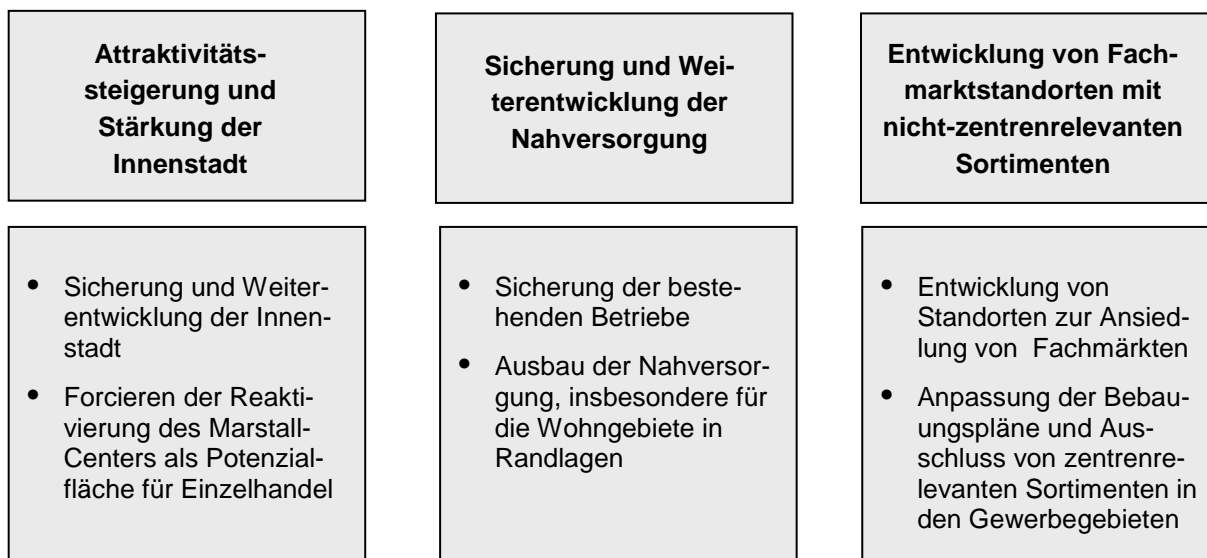 Attraktivitäts-
steigerung und
Stärkung der
Innenstadt
Sicherung und Wei-
terentwicklung der
Nahversorgung
Entwicklung von Fach-
marktstandorten mit
nicht-zentrenrelevanten
Sortimenten
• Sicherung und Weiter-
entwicklung der Innen-
stadt
• Forcieren der Reakti-
vierung des Marstall-
Centers als Potenzial-
fläche für Einzelhandel
• Sicherung der beste-
henden Betriebe
• Ausbau der Nahversor-
gung, insbesondere für
die Wohngebiete in
Randlagen
• Entwicklung von
Standorten zur Ansied-
lung von Fachmärkten
• Anpassung der Bebau-
ungspläne und Aus-
schluss von zentrenre-
levanten Sortimenten in
den Gewerbegebieten